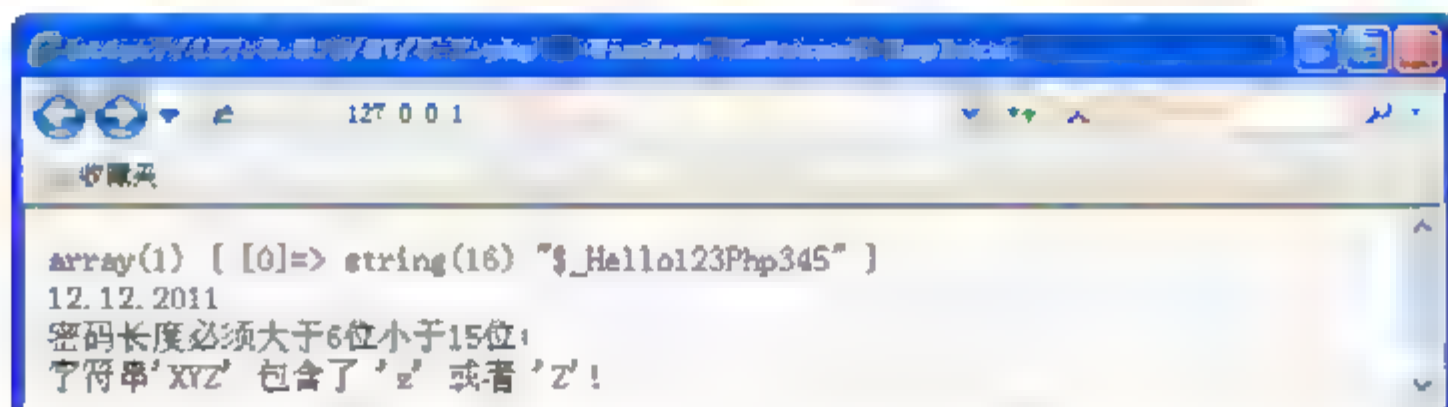 127 0 0 1
收藏夹
array(1) { [0]=> string(16) "$_Hello123Php345" }
12.12.2011
密码长度必须大于6位小于15位!
字符串'XYZ' 包含了 'z' 或者 'Z'!